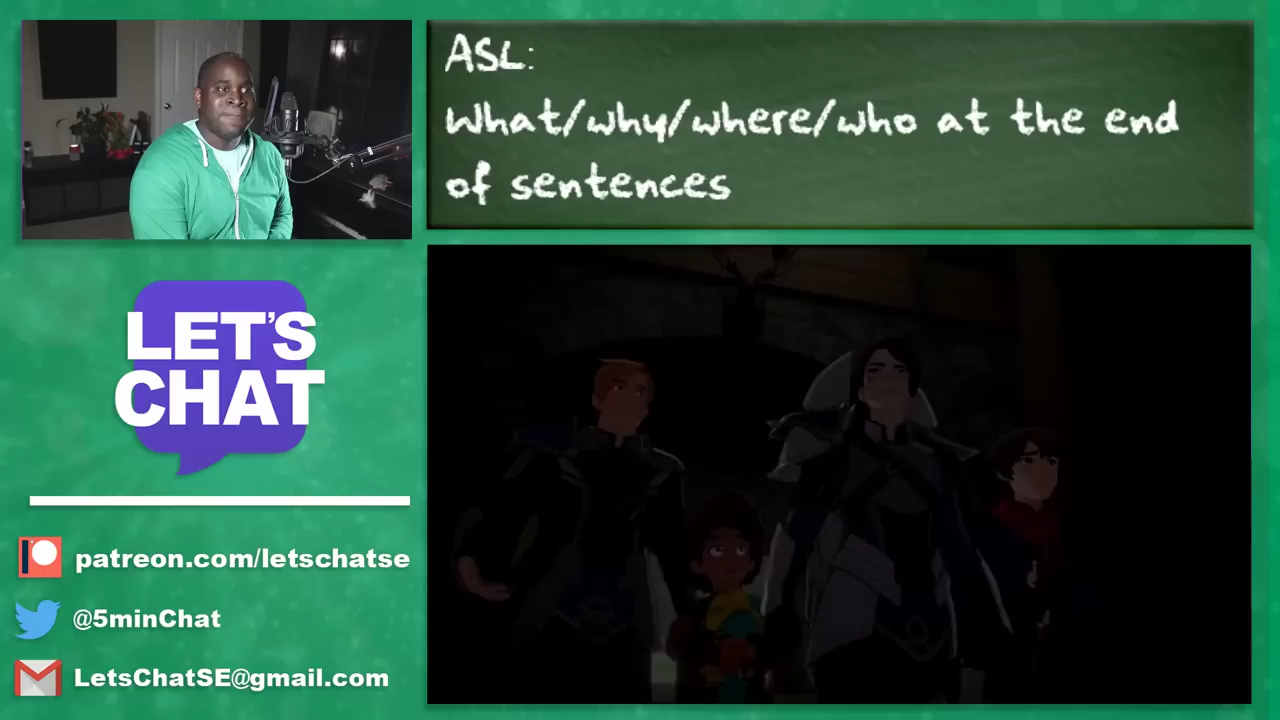 ASL:
what/why/where/who at the end
of sentences
LET'S
CHAT
patreon.com/letschatse
@5minChat
LetsChatSE@gmail.com